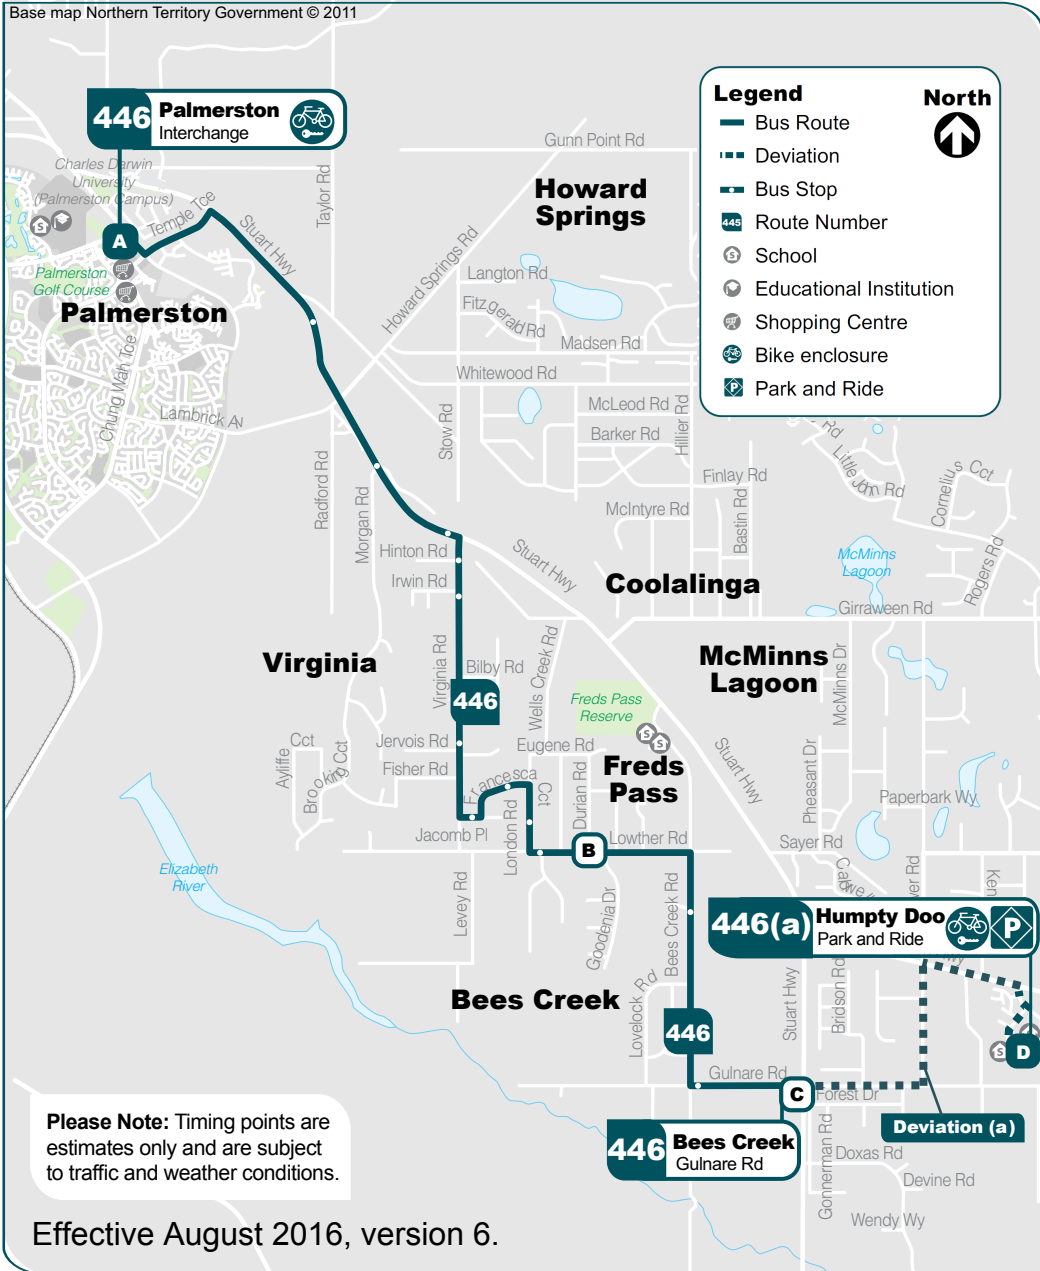 Base map Northern Territory Government © 2011
446
Palmerston
Interchange
Legend
North
Bus Route
Deviation
Bus Stop
445
Route Number
S
School
Educational Institution
Shopping Centre
Bike enclosure
P
Park and Ride
Gunn Point Rd
Charles Darwin
University
(Palmerston Campus)
Temple Tce
Taylor Rd
Howard
Springs
S
A
Stuart Hwy
Howard Springs Rd
Palmerston
Golf Course
Langton Rd
Fitzgerald Rd
Palmerston
Madsen Rd
Chung Wah Tce
Whitewood Rd
Lambrick Av
Stow Rd
McLeod Rd
Hillier Rd
Barker Rd
Rd
Little John Rd
Cornelius Cct
Radford Rd
Morgan Rd
Finlay Rd
McIntyre Rd
Bastin Rd
Hinton Rd
Stuart Hwy
McMinns
Lagoon
Rogers Rd
Irwin Rd
Coolalinga
Girraween Rd
Virginia
Virginia Rd
Bilby Rd
Wells Creek Rd
McMinns
Lagoon
McMinns Dr
446
Freds Pass
Reserve
S
S
Ayliffe
Cct
Brooking Cct
Jervois Rd
Eugene Rd
Fisher Rd
Francesca
Cct
Durian Rd
Freds
Pass
Stuart Hwy
Pheasant Dr
Paperbark Wy
Jacomb Pl
London Rd
B
Lowther Rd
Sayer Rd
Elizabeth
River
Levey Rd
Goodenia Dr
Bees Creek Rd
Ken
446(a)
Humpty Doo
Park and Ride
P
Bees Creek
Lovelock Rd
Stuart Hwy
Bridson Rd
446
S
D
Gulnare Rd
C
Forest Dr
Deviation (a)
446
Bees Creek
Gulnare Rd
Gonnerman Rd
Doxas Rd
Devine Rd
Wendy Wy
Please Note: Timing points are
estimates only and are subject
to traffic and weather conditions.
Effective August 2016, version 6.